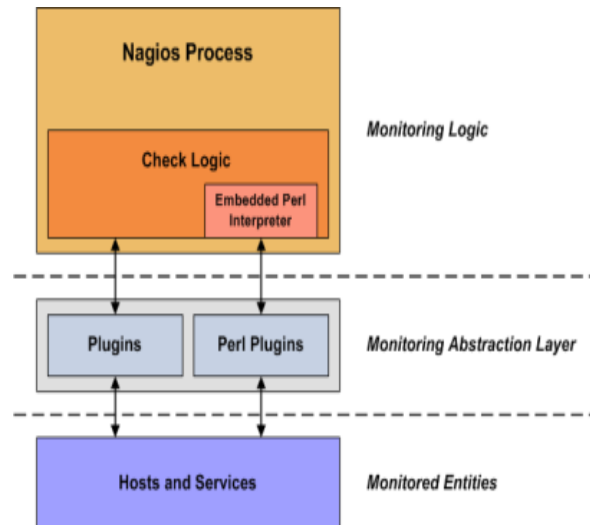 Nagios Process
Monitoring Logic
Check Logic
Embedded Perl
Interpreter
Plugins
Perl Plugins
Monitoring Abstraction Layer
Hosts and Services
Monitored Entities